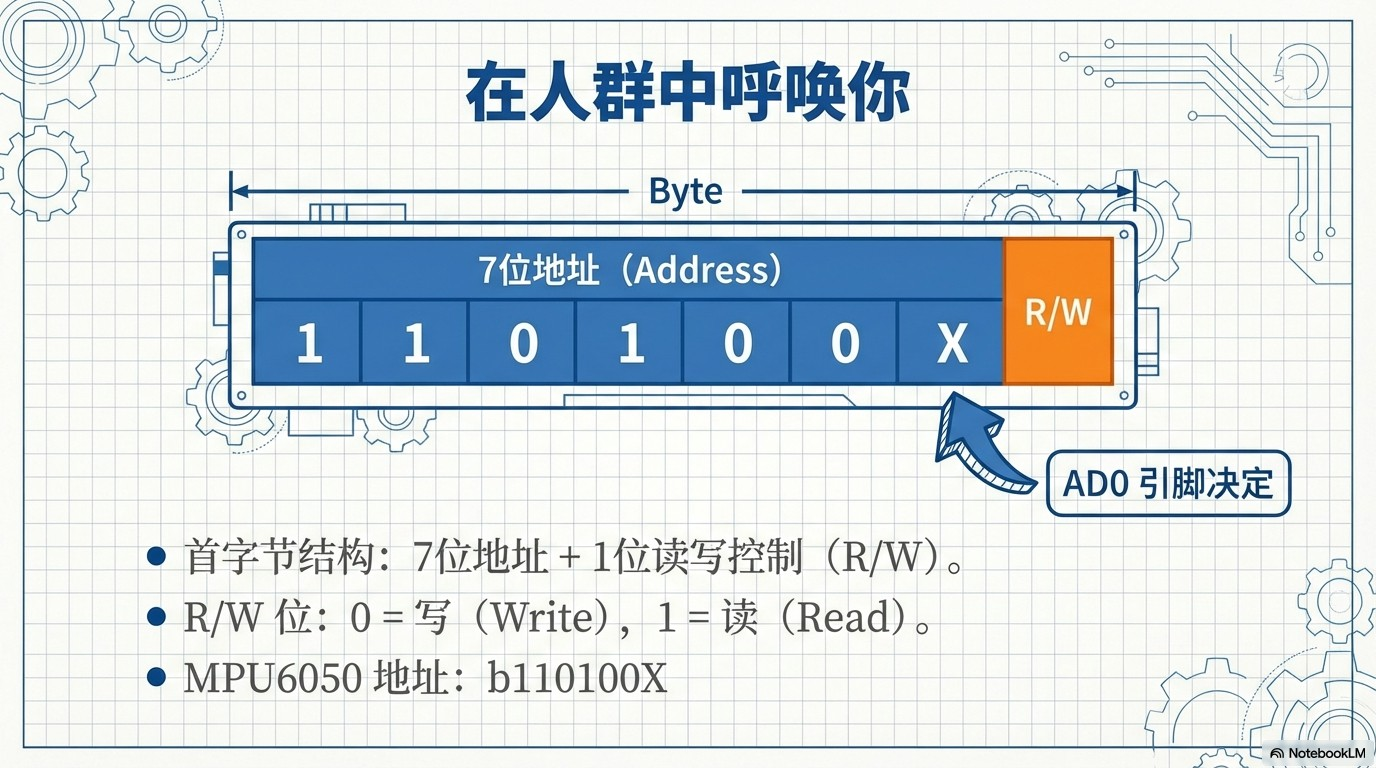 在人群中呼唤你
Byte
7位地址（Address）
R/W
1 1 0 1 0 0 X
AD0 引脚决定
首字节结构：7位地址 + 1位读写控制（R/W）。
R/W 位：0 = 写（Write），1 = 读（Read）。
MPU6050 地址：b110100X
NotebookLM